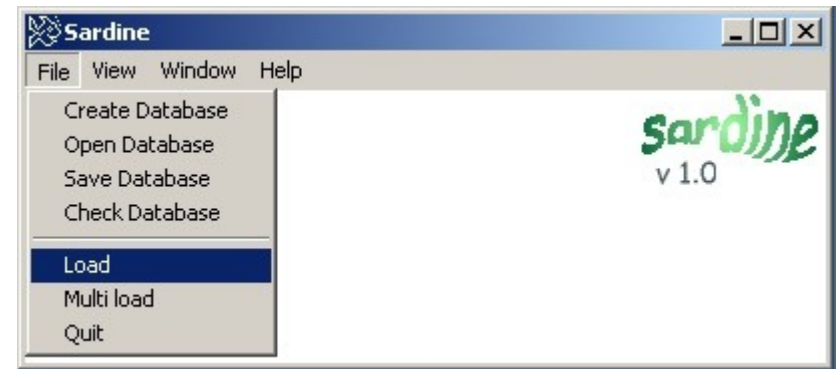 Sardine
File View Window Help
Create Database
Open Database
Save Database
Check Database
Load
Multi load
Quit
sardine
v 1.0